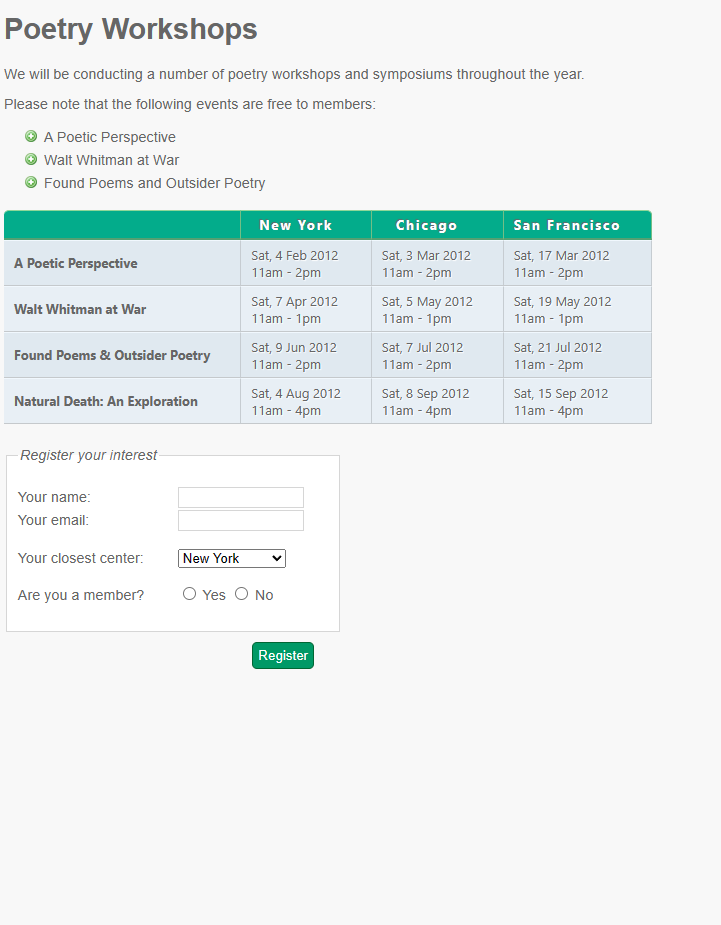 Poetry Workshops
We will be conducting a number of poetry workshops and symposiums throughout the year.
Please note that the following events are free to members:
A Poetic Perspective
Walt Whitman at War
Found Poems and Outsider Poetry
New York Chicago San Francisco
A Poetic Perspective
Sat, 4 Feb 2012
11am - 2pm
Sat, 3 Mar 2012
11am - 2pm
Sat, 17 Mar 2012
11am - 2pm
Walt Whitman at War
Sat, 7 Apr 2012
11am - 1pm
Sat, 5 May 2012
11am - 1pm
Sat, 19 May 2012
11am - 1pm
Found Poems & Outsider Poetry
Sat, 9 Jun 2012
11am - 2pm
Sat, 7 Jul 2012
11am - 2pm
Sat, 21 Jul 2012
11am - 2pm
Natural Death: An Exploration
Sat, 4 Aug 2012
11am - 4pm
Sat, 8 Sep 2012
11am - 4pm
Sat, 15 Sep 2012
11am - 4pm
Register your interest
Your name:
Your email:
Your closest center: New York
Are you a member? Yes No
Register